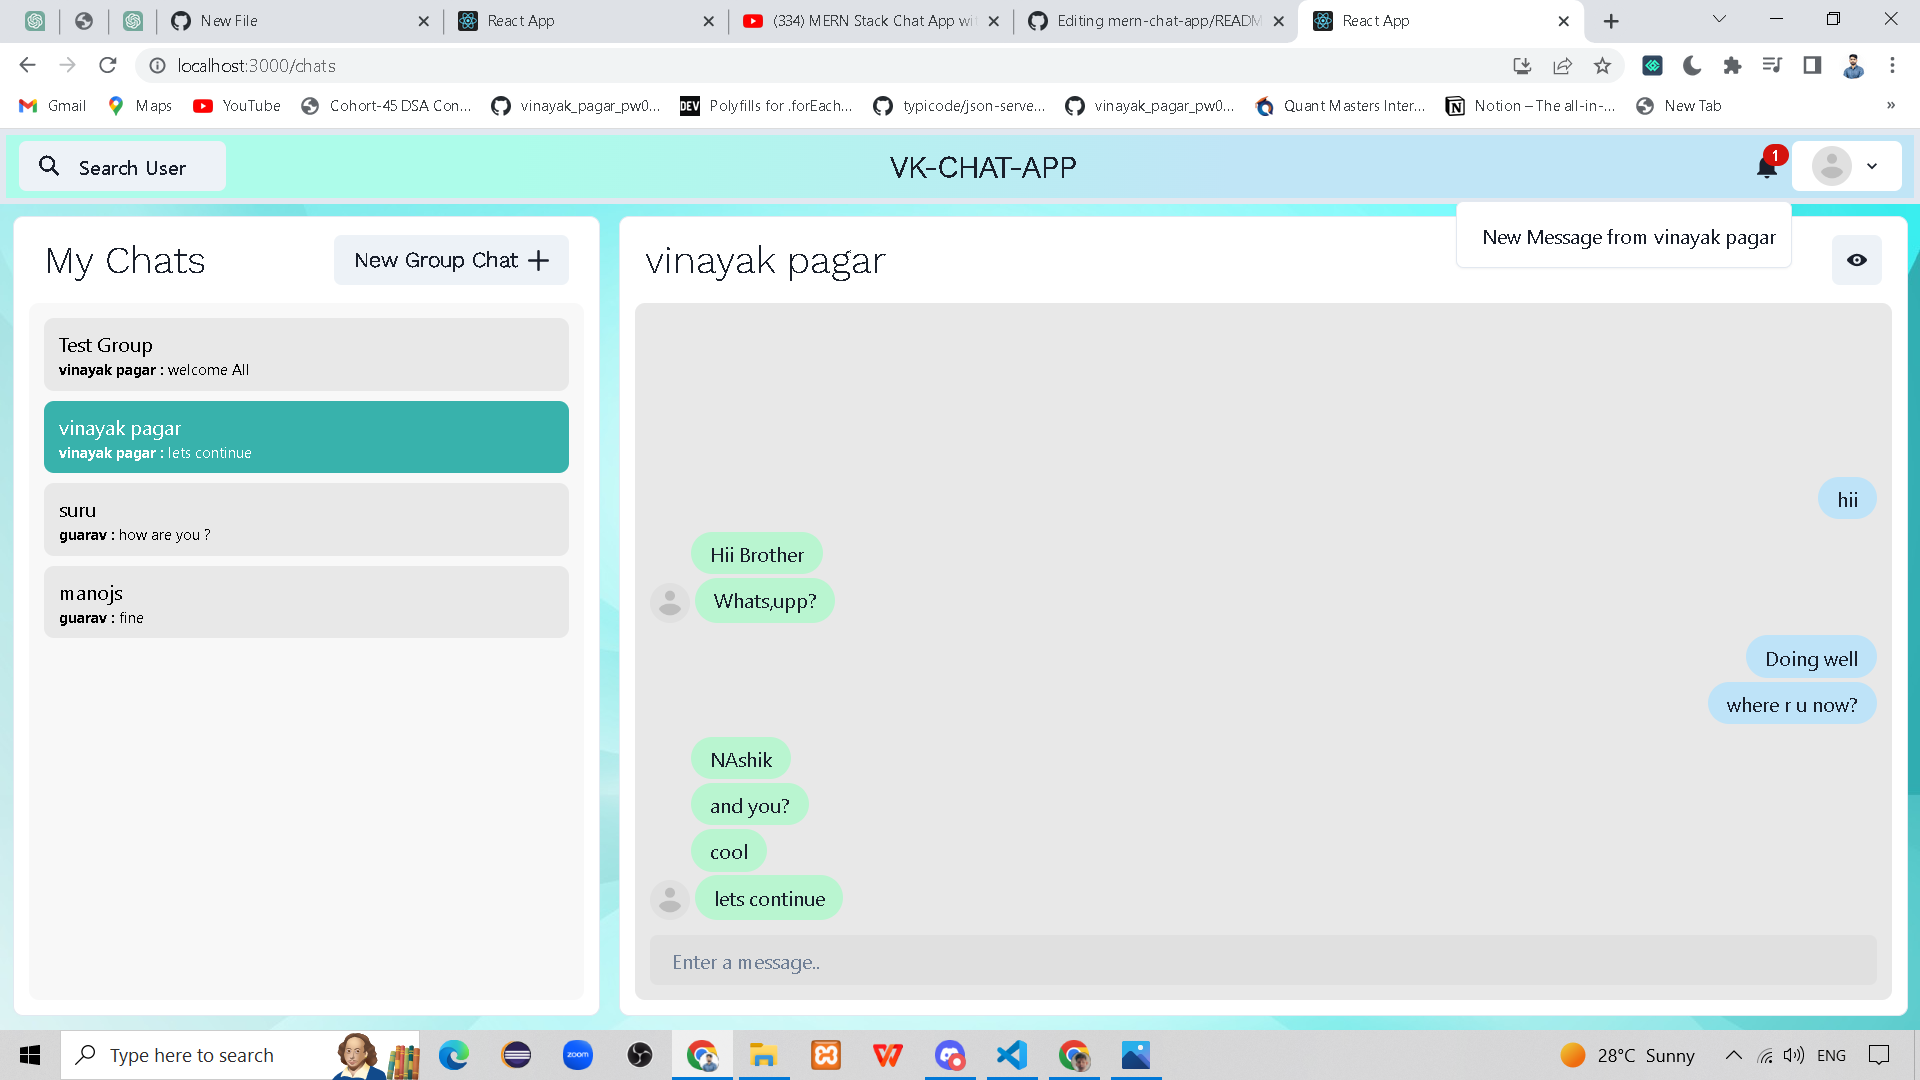 New File
React App
(334) MERN Stack Chat App wi
Editing mern-chat-app/READM
React App
localhost:3000/chats
Gmail
Maps
YouTube
Cohort-45 DSA Con...
vinayak_pagar_pw0...
DEV
Polyfills for .forEach...
typicode/json-serve...
vinayak_pagar_pw0...
Quant Masters Inter...
Notion – The all-in-...
New Tab
»
Search User
VK-CHAT-APP
1
New Message from vinayak pagar
My Chats
New Group Chat
Test Group
vinayak pagar : welcome All
vinayak pagar
vinayak pagar : lets continue
suru
guarav : how are you ?
manojs
guarav : fine
vinayak pagar
hii
Hii Brother
Whats,upp?
Doing well
where r u now?
NAshik
and you?
cool
lets continue
Enter a message..
Type here to search
zoom
28°C Sunny
ENG